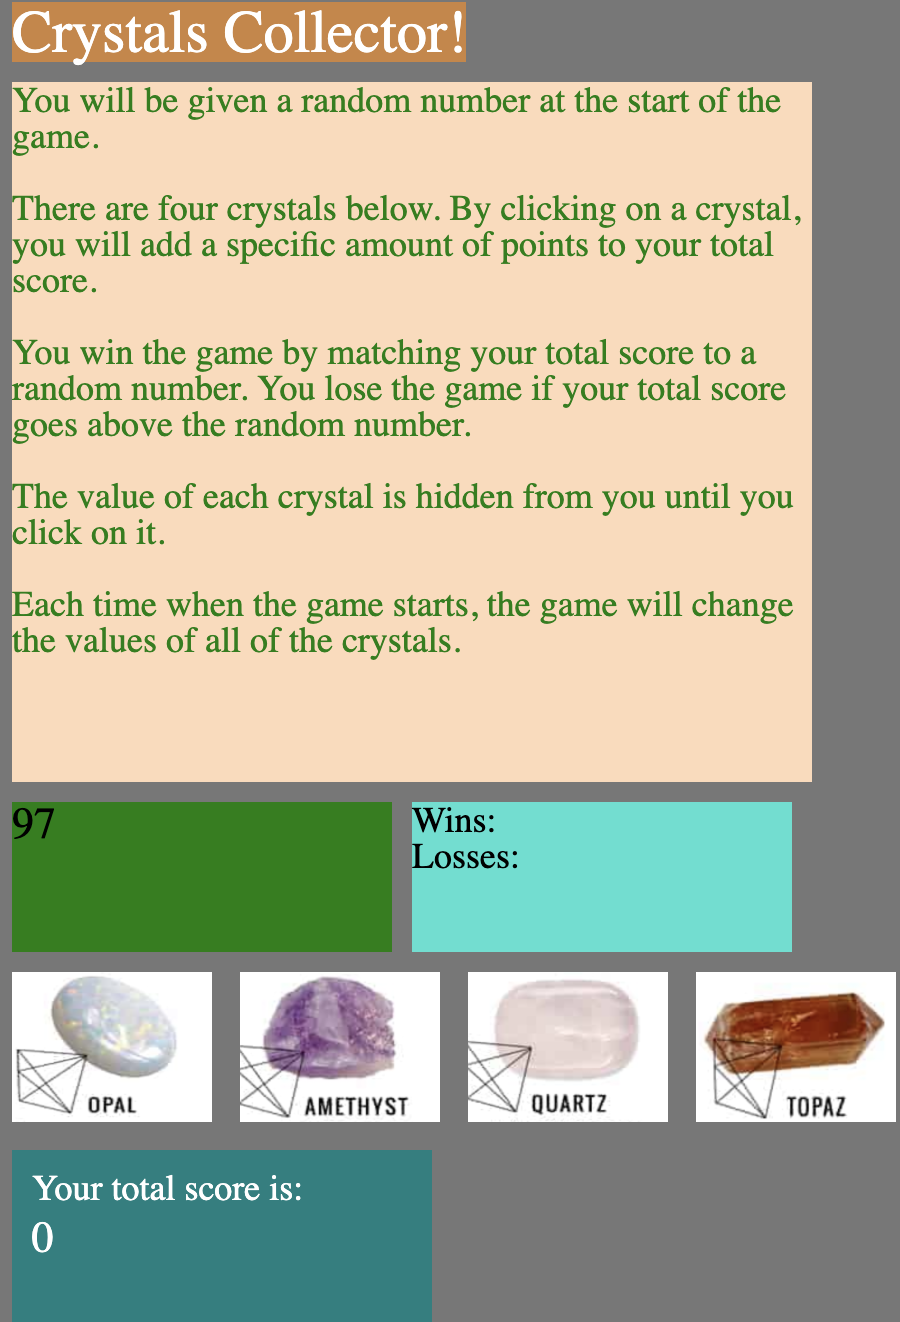 Crystals Collector!
You will be given a random number at the start of the
game.
There are four crystals below. By clicking on a crystal,
you will add a specific amount of points to your total
score.
You win the game by matching your total score to a
random number. You lose the game if your total score
goes above the random number.
The value of each crystal is hidden from you until you
click on it.
Each time when the game starts, the game will change
the values of all of the crystals.
97
Wins:
Losses:
OPAL
AMETHYST
QUARTZ
TOPAZ
Your total score is:
0